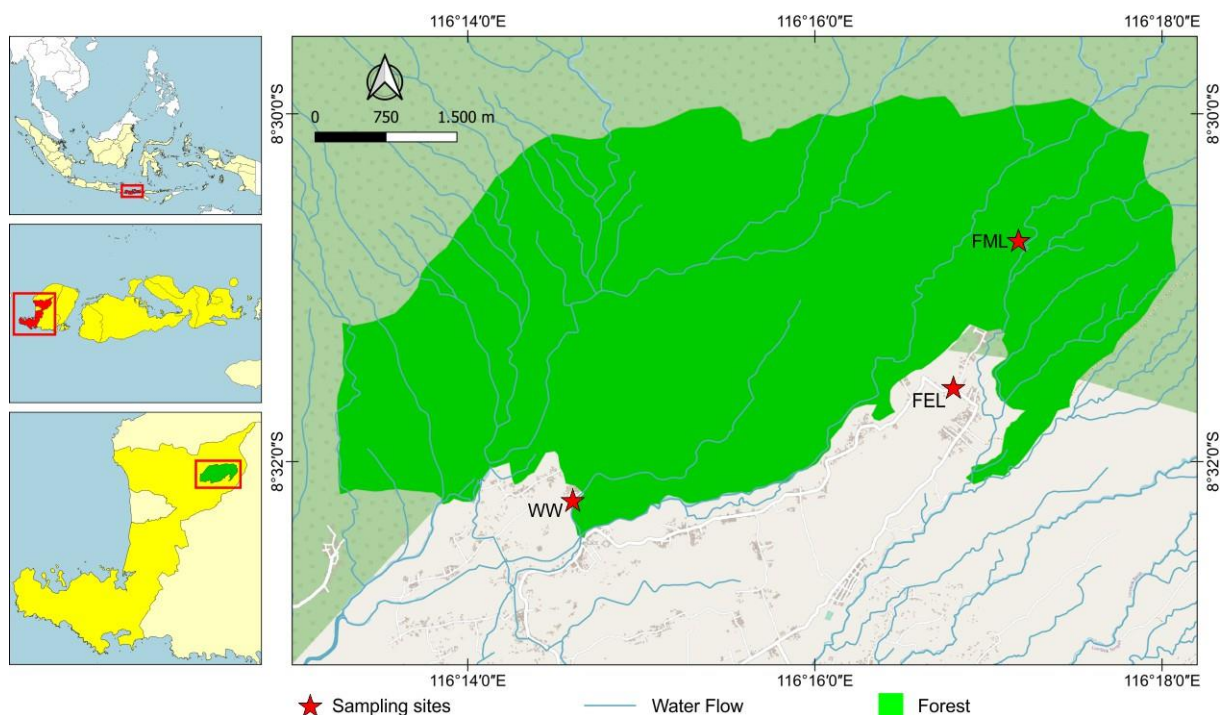 116°14'0"E 116°16'0"E 116°18'0"E
8°30'0"S 8°30'0"S
0 750 1.500 m
FML
FEL
8°32'0"S 8°32'0"S
WW
116°14'0"E 116°16'0"E 116°18'0"E
Sampling sites Water Flow Forest